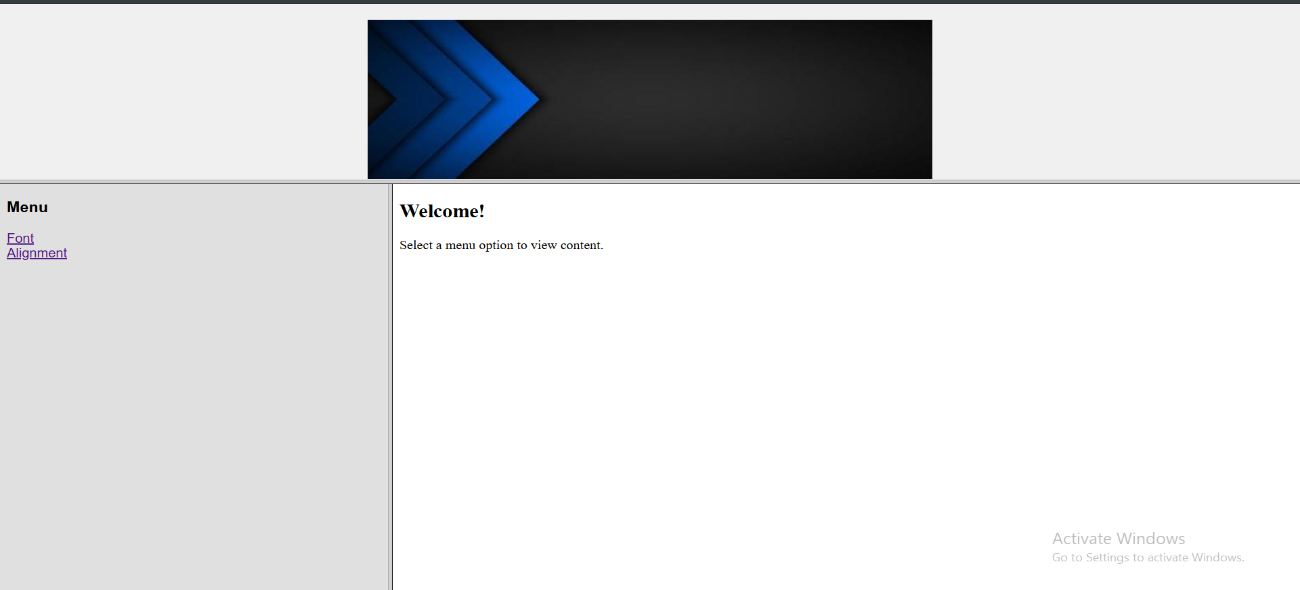 Menu
Font
Alignment
Welcome!
Select a menu option to view content.
Activate Windows
Go to Settings to activate Windows.